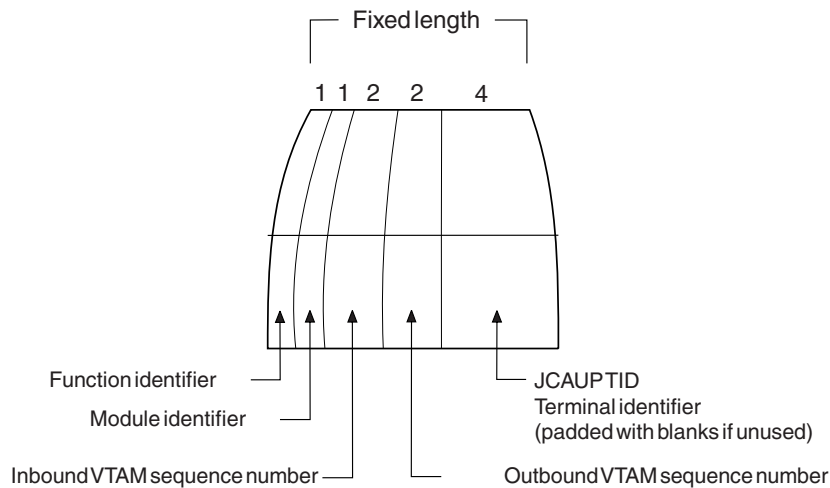 Fixed length
1 1 2 2 4
Function identifier
JCAUPTID
Module identifier
Terminal identifier
(padded with blanks if unused)
Inbound VTAM sequence number
Outbound VTAM sequence number